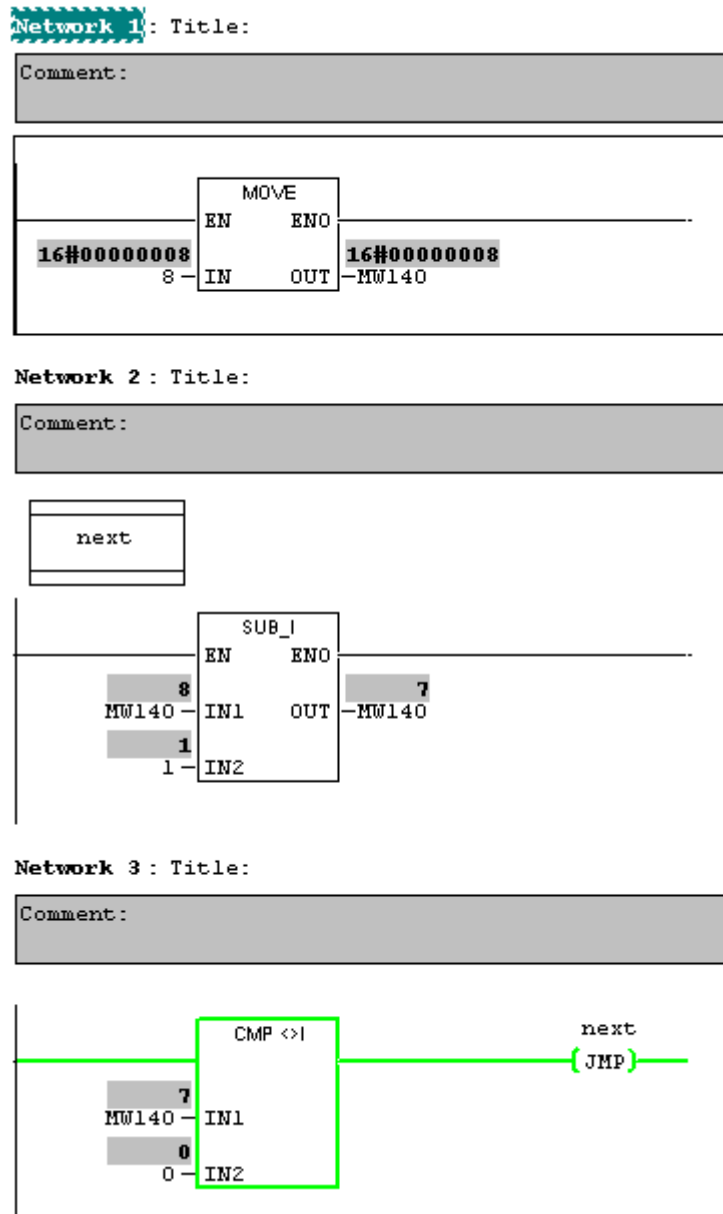 Network 1: Title:
Comment:
MOVE
EN ENO
16#00000008 16#00000008
8 IN OUT MW140
Network 2: Title:
Comment:
next
SUB_I
EN ENO
8 7
MW140 IN1 OUT MW140
1
1 IN2
Network 3: Title:
Comment:
CMP <>I next
JMP
7
MW140 IN1
0
0 IN2